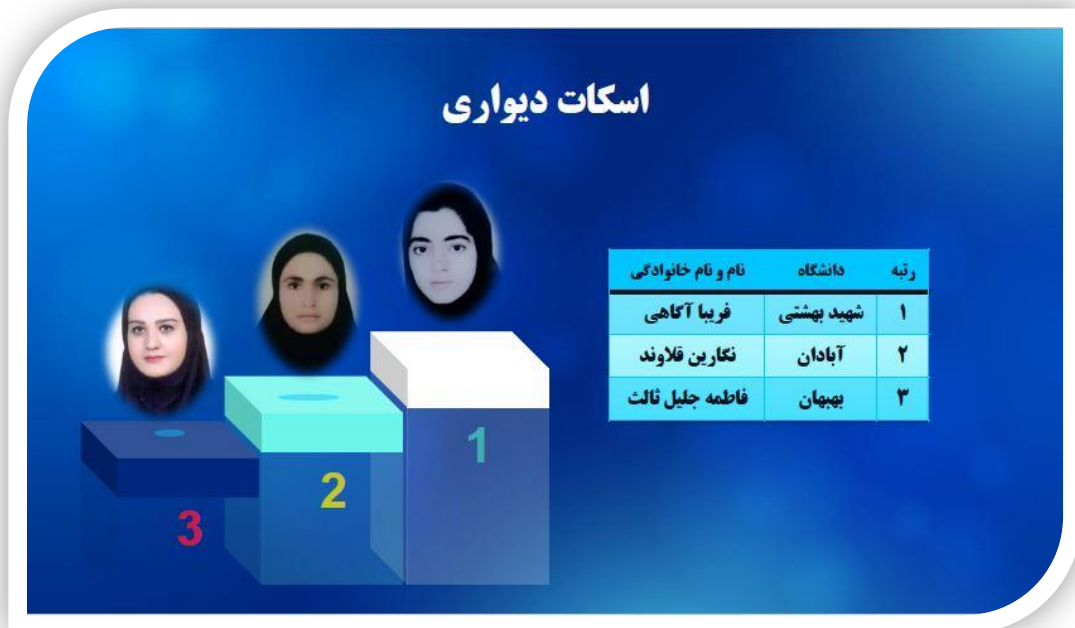 اسکات دیواری
رتبه دانشگاه نام و نام خانوادگی
۱ شهید بهشتی فریبا آگاهی
۲ آبادان نگارین قلاوند
۳ بهبهان فاطمه جلیل ثالث
1
2
3